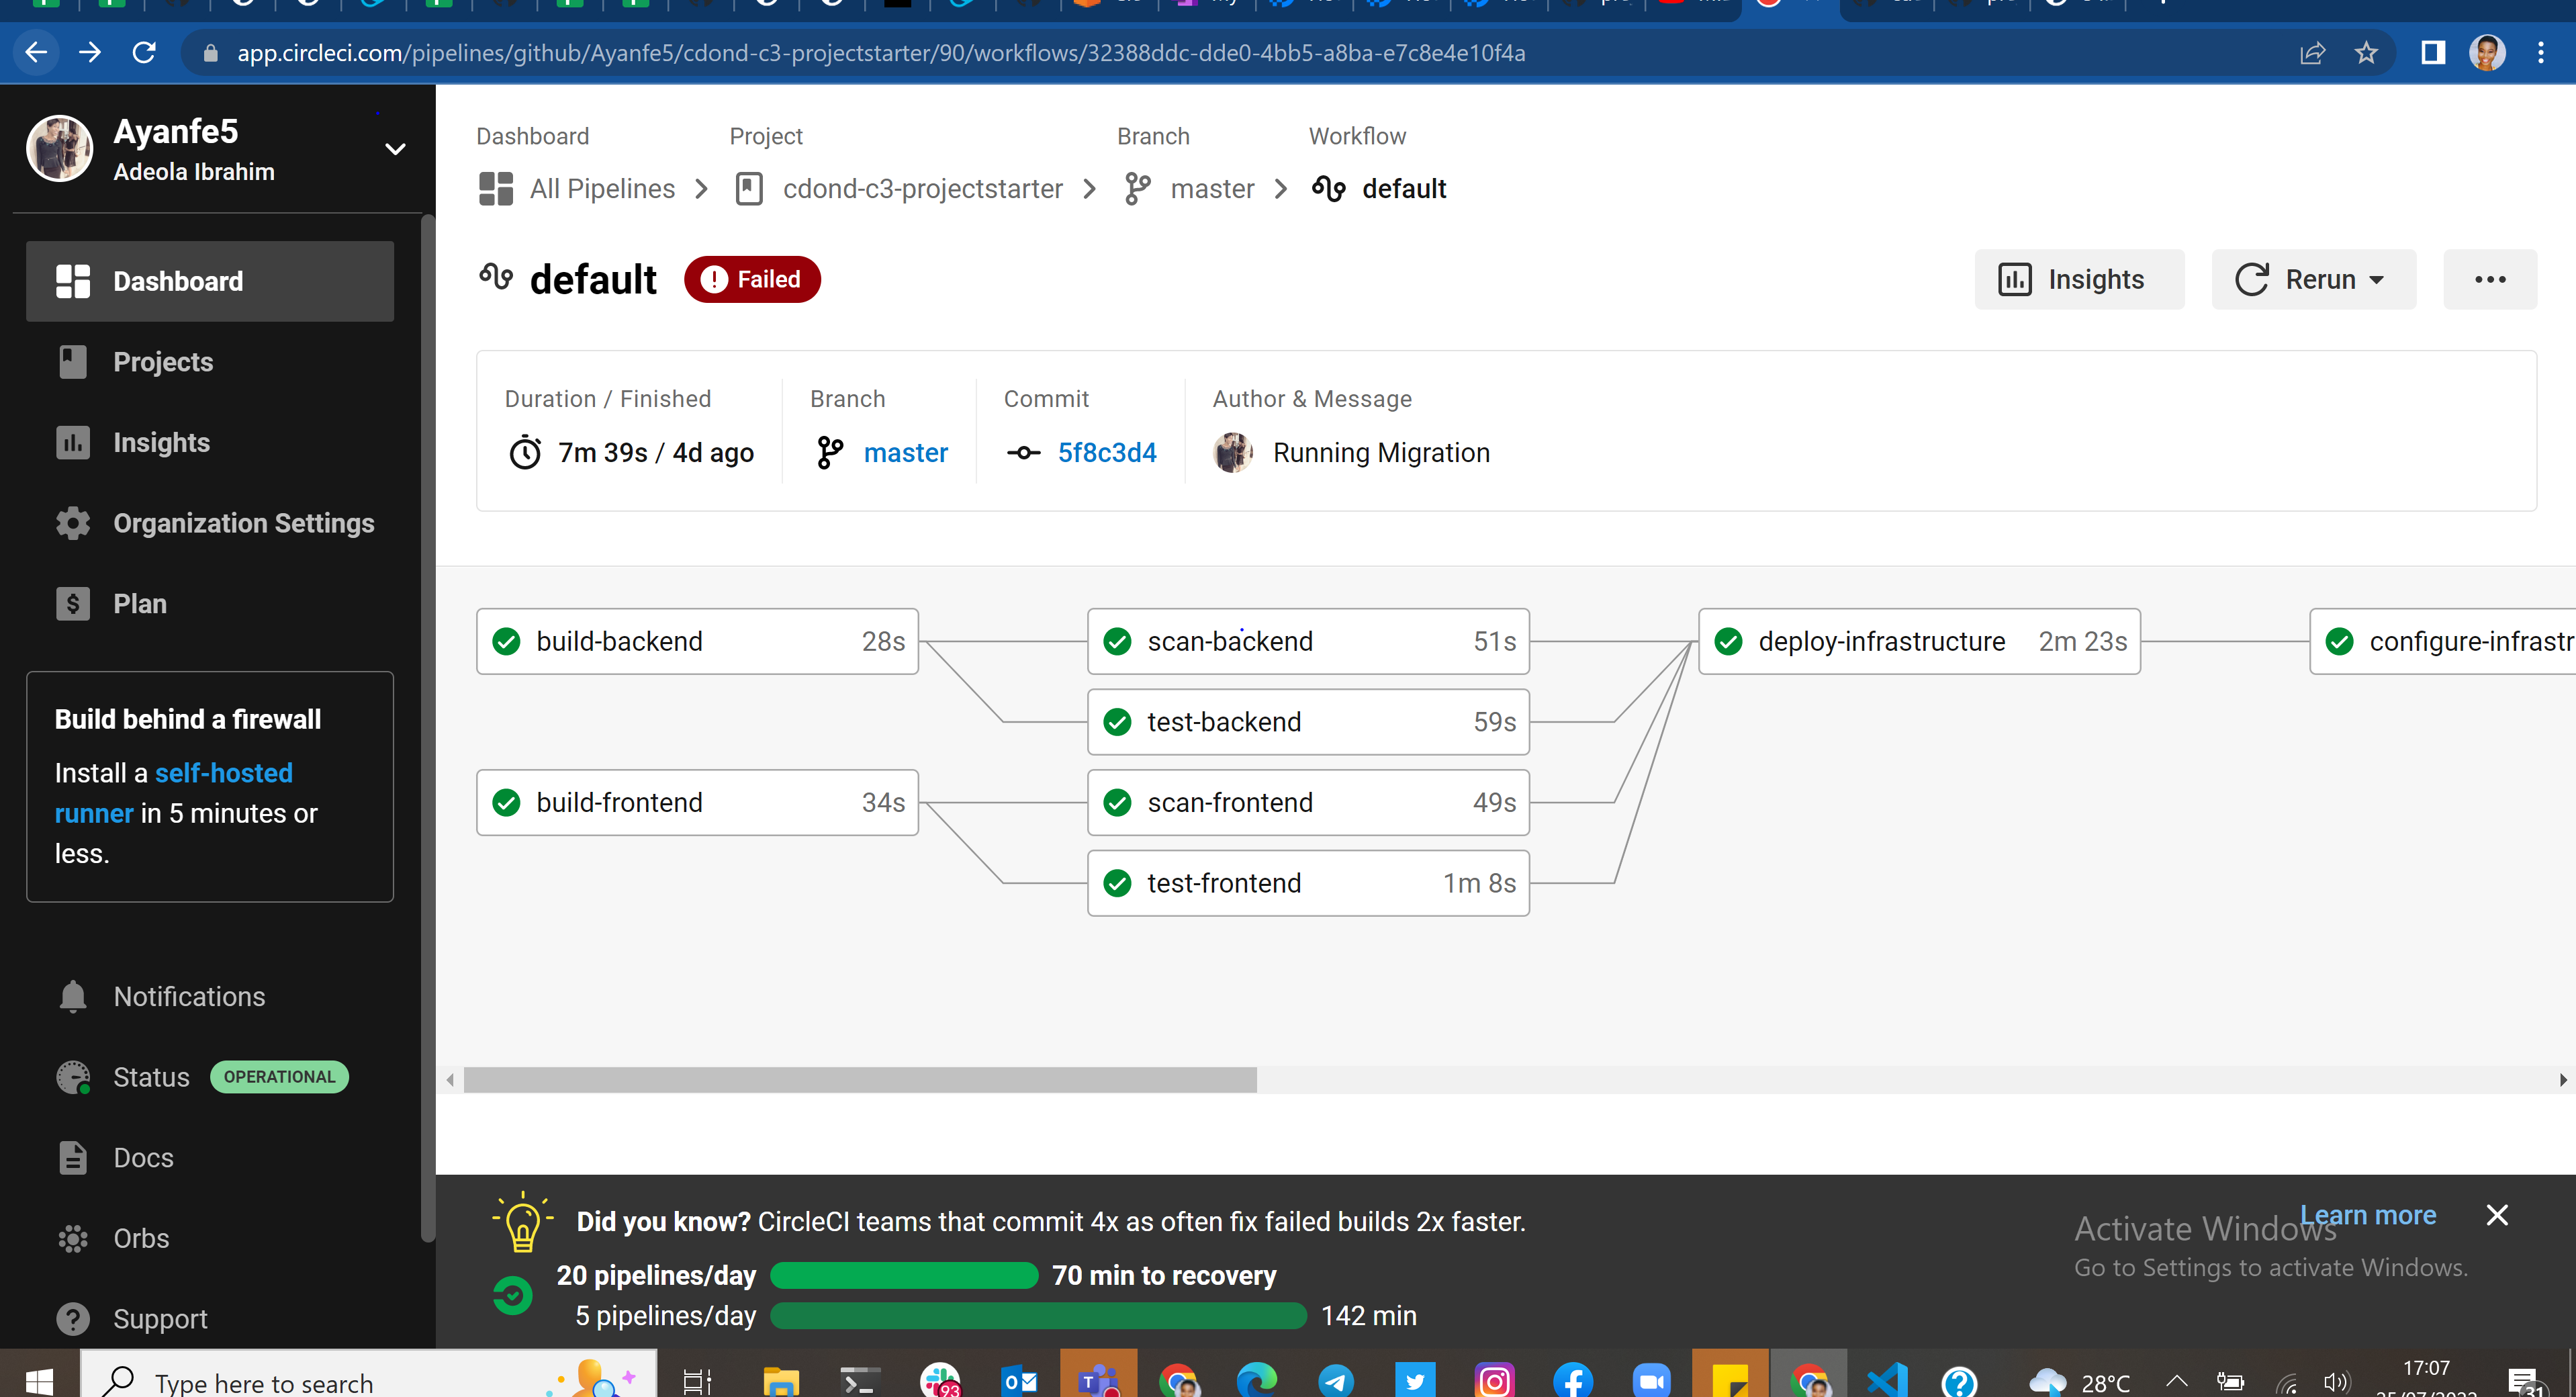 app.circleci.com/pipelines/github/Ayanfe5/cdond-c3-projectstarter/90/workflows/32388ddc-dde0-4bb5-a8ba-e7c8e4e10f4a
Ayanfe5
Adeola Ibrahim
Dashboard
Projects
Insights
Organization Settings
$ Plan
Build behind a firewall
Install a self-hosted
runner in 5 minutes or
less.
Notifications
Status OPERATIONAL
Docs
Orbs
? Support
Dashboard Project Branch Workflow
All Pipelines > cdond-c3-projectstarter > master > default
default ! Failed
Insights Rerun ...
Duration / Finished Branch Commit Author & Message
7m 39s / 4d ago master 5f8c3d4 Running Migration
build-backend 28s
scan-backend 51s
deploy-infrastructure 2m 23s
configure-infrastr
test-backend 59s
build-frontend 34s
scan-frontend 49s
test-frontend 1m 8s
Did you know? CircleCI teams that commit 4x as often fix failed builds 2x faster.
Learn more
20 pipelines/day 70 min to recovery
5 pipelines/day 142 min
Activate Windows
Go to Settings to activate Windows.
Type here to search
93
28°C
17:07
31